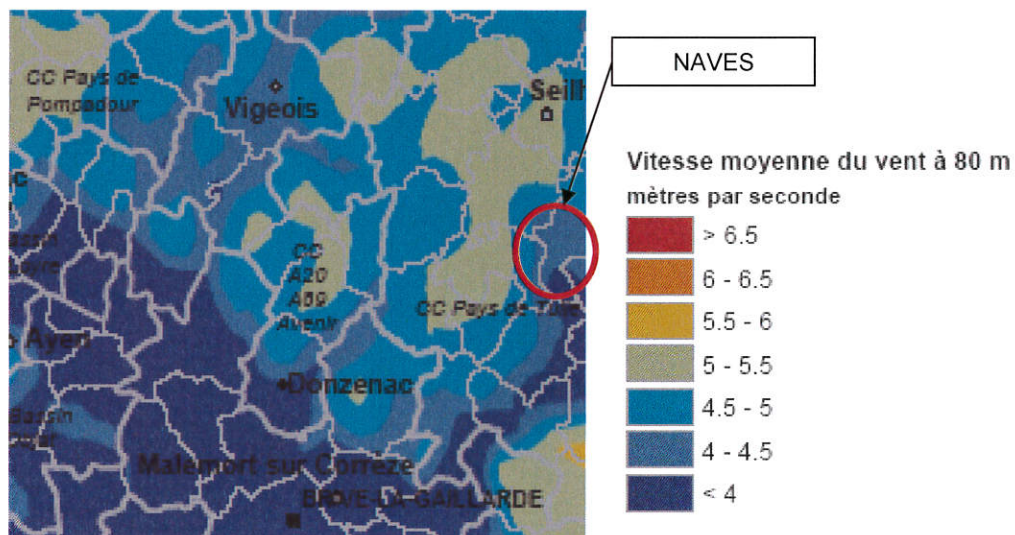 NAVES
CC Pays de
Pompadour
Vigeois
Seilh
CC
A20
A89
Avenir
CC Pays de Tulle
Ayen
Donzenac
Bassin
Malemort sur Corrèze
BRIVE-LA-GAILLARDE
Vitesse moyenne du vent à 80 m
mètres par seconde
> 6.5
6 - 6.5
5.5 - 6
5 - 5.5
4.5 - 5
4 - 4.5
< 4